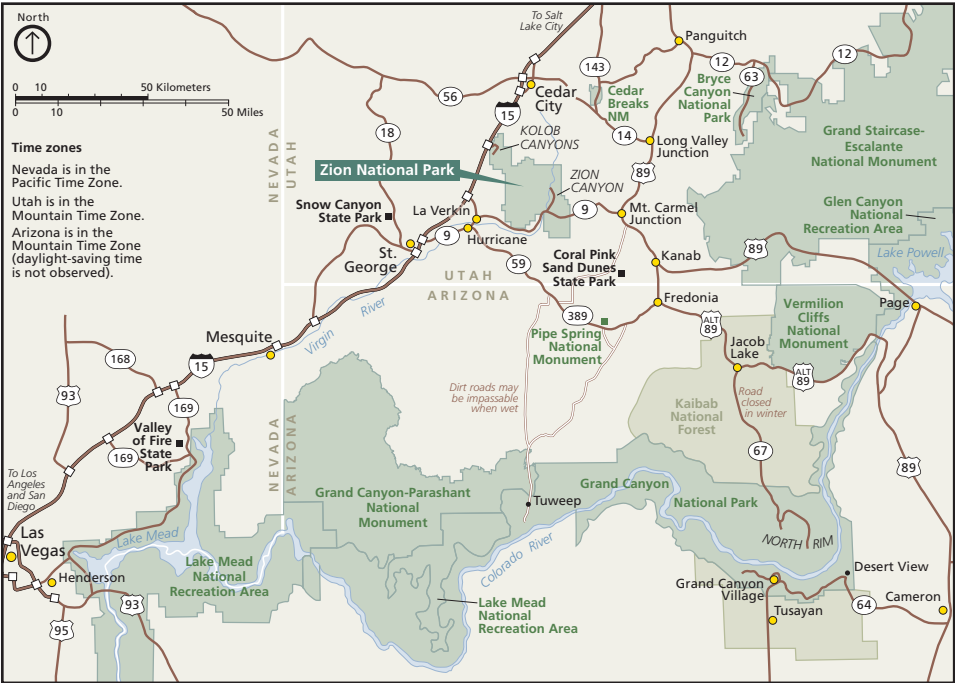 North
0 10 50 Kilometers
0 10 50 Miles
Time zones
Nevada is in the
Pacific Time Zone.
Utah is in the
Mountain Time Zone.
Arizona is in the
Mountain Time Zone
(daylight-saving time
is not observed).
To Salt
Lake City
Panguitch
143
12
12
63
Bryce
Canyon
National
Park
Cedar
Breaks
NM
56
Cedar
City
15
18
14
KOLOB
CANYONS
Long Valley
Junction
Grand Staircase-
Escalante
National Monument
NEVADA
UTAH
Zion National Park
ZION
CANYON
89
Snow Canyon
State Park
La Verkin
9
Mt. Carmel
Junction
Glen Canyon
National
Recreation Area
9
Hurricane
St.
George
59
Coral Pink
Sand Dunes
State Park
Kanab
89
Lake Powell
UTAH
ARIZONA
Fredonia
Page
Virgin River
389
Pipe Spring
National
Monument
ALT
89
Vermilion
Cliffs
National
Monument
Mesquite
Jacob
Lake
ALT
89
168
15
93
169
Dirt roads may
be impassable
when wet
Road
closed
in winter
Kaibab
National
Forest
NEVADA
ARIZONA
Valley
of Fire
State
Park
169
67
89
To Los
Angeles
and San
Diego
Grand Canyon-Parashant
National
Monument
Tuweep
Grand Canyon
National Park
Las
Vegas
Lake Mead
Colorado River
NORTH RIM
Lake Mead
National
Recreation Area
Henderson
Desert View
Grand Canyon
Village
93
Lake Mead
National
Recreation Area
Tusayan
64
Cameron
95